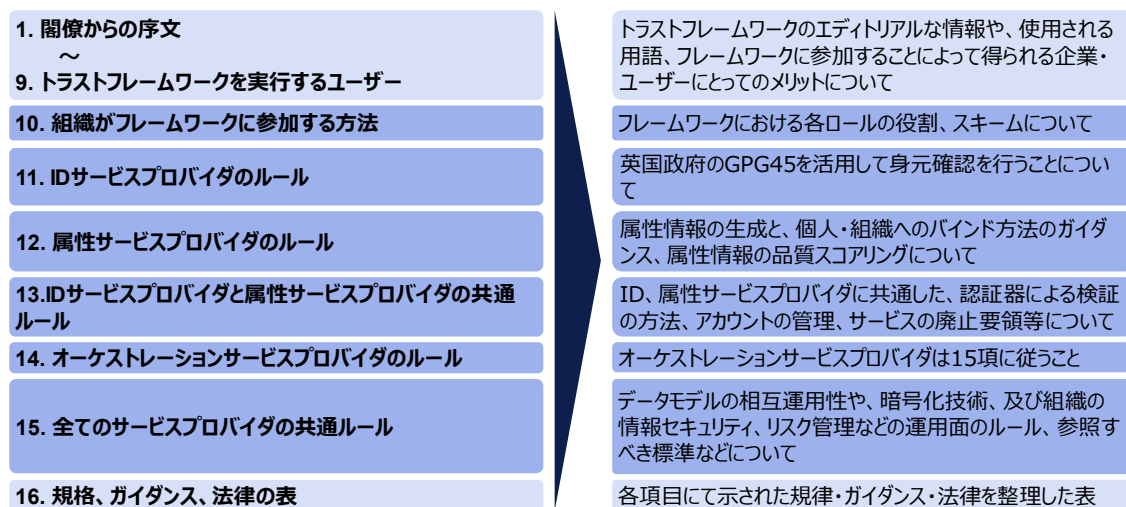 1. 閣僚からの序文
～
9. トラストフレームワークを実行するユーザー
トラストフレームワークのエディトリアルな情報や、使用される
用語、フレームワークに参加することによって得られる企業・
ユーザーにとってのメリットについて
10. 組織がフレームワークに参加する方法
フレームワークにおける各ロールの役割、スキームについて
11. IDサービスプロバイダのルール
英国政府のGPG45を活用して身元確認を行うことについ
て
12. 属性サービスプロバイダのルール
属性情報の生成と、個人・組織へのバインド方法のガイダ
ンス、属性情報の品質スコアリングについて
13.IDサービスプロバイダと属性サービスプロバイダの共通
ルール
ID、属性サービスプロバイダに共通した、認証器による検証
の方法、アカウントの管理、サービスの廃止要領等について
14. オーケストレーションサービスプロバイダのルール
オーケストレーションサービスプロバイダは15項に従うこと
15. 全てのサービスプロバイダの共通ルール
データモデルの相互運用性や、暗号化技術、及び組織の
情報セキュリティ、リスク管理などの運用面のルール、参照す
べき標準などについて
16. 規格、ガイダンス、法律の表
各項目にて示された規律・ガイダンス・法律を整理した表